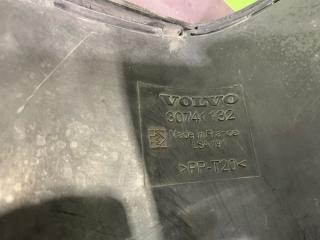 VOLVO
30741132
Made in France
>PP-T20<